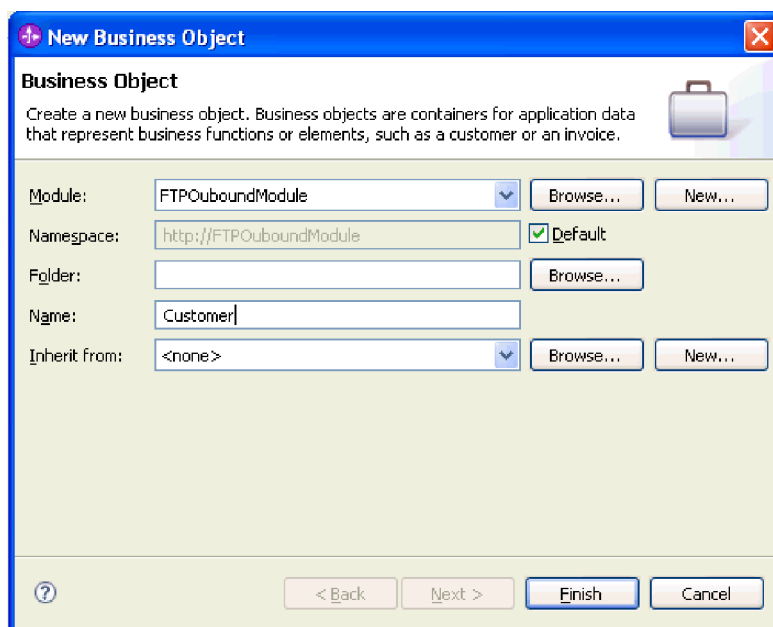 New Business Object
Business Object
Create a new business object. Business objects are containers for application data
that represent business functions or elements, such as a customer or an invoice.
Module: FTPOuboundModule Browse... New...
Namespace: http://FTPOuboundModule Default
Folder: Browse...
Name: Customer
Inherit from: <none> Browse... New...
< Back Next > Finish Cancel